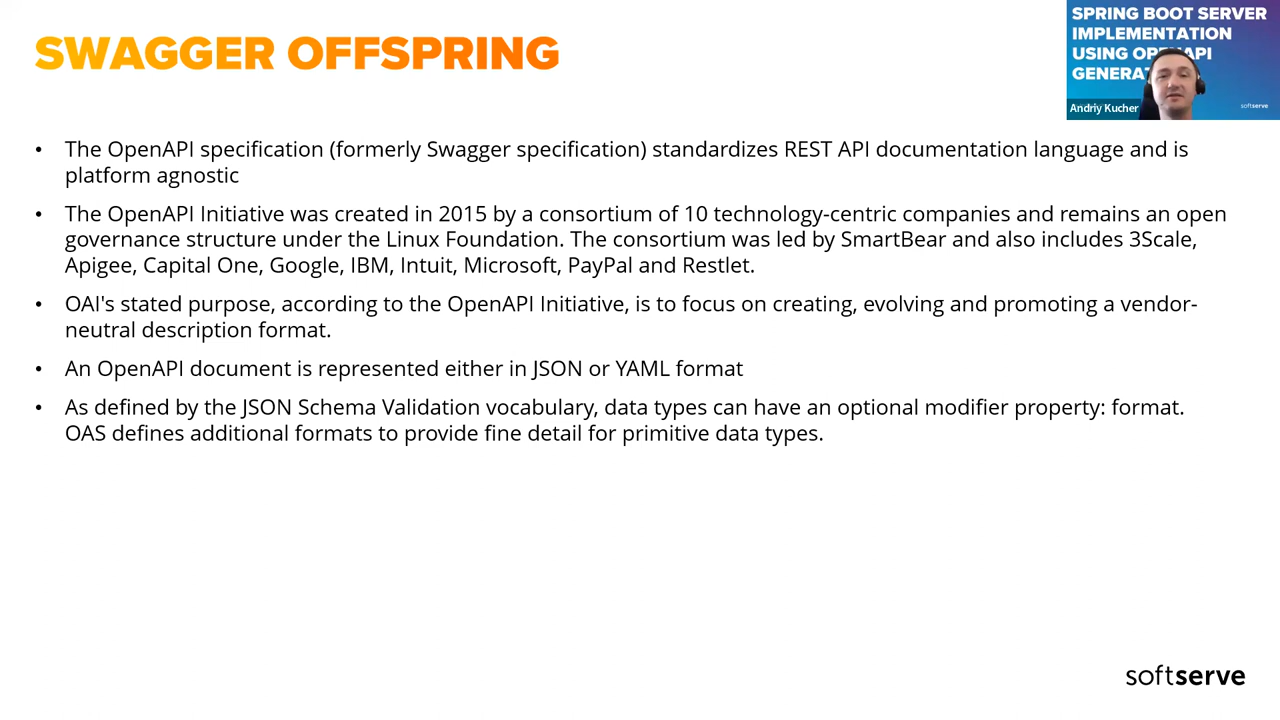 SWAGGER OFFSPRING
SPRING BOOT SERVER
IMPLEMENTATION
USING API
Andriy Kucher
softserve
• The OpenAPI specification (formerly Swagger specification) standardizes REST API documentation language and is
platform agnostic
• The OpenAPI Initiative was created in 2015 by a consortium of 10 technology-centric companies and remains an open
governance structure under the Linux Foundation. The consortium was led by SmartBear and also includes 3Scale,
Apigee, Capital One, Google, IBM, Intuit, Microsoft, PayPal and Restlet.
• OAI's stated purpose, according to the OpenAPI Initiative, is to focus on creating, evolving and promoting a vendor-
neutral description format.
• An OpenAPI document is represented either in JSON or YAML format
• As defined by the JSON Schema Validation vocabulary, data types can have an optional modifier property: format.
OAS defines additional formats to provide fine detail for primitive data types.
softserve